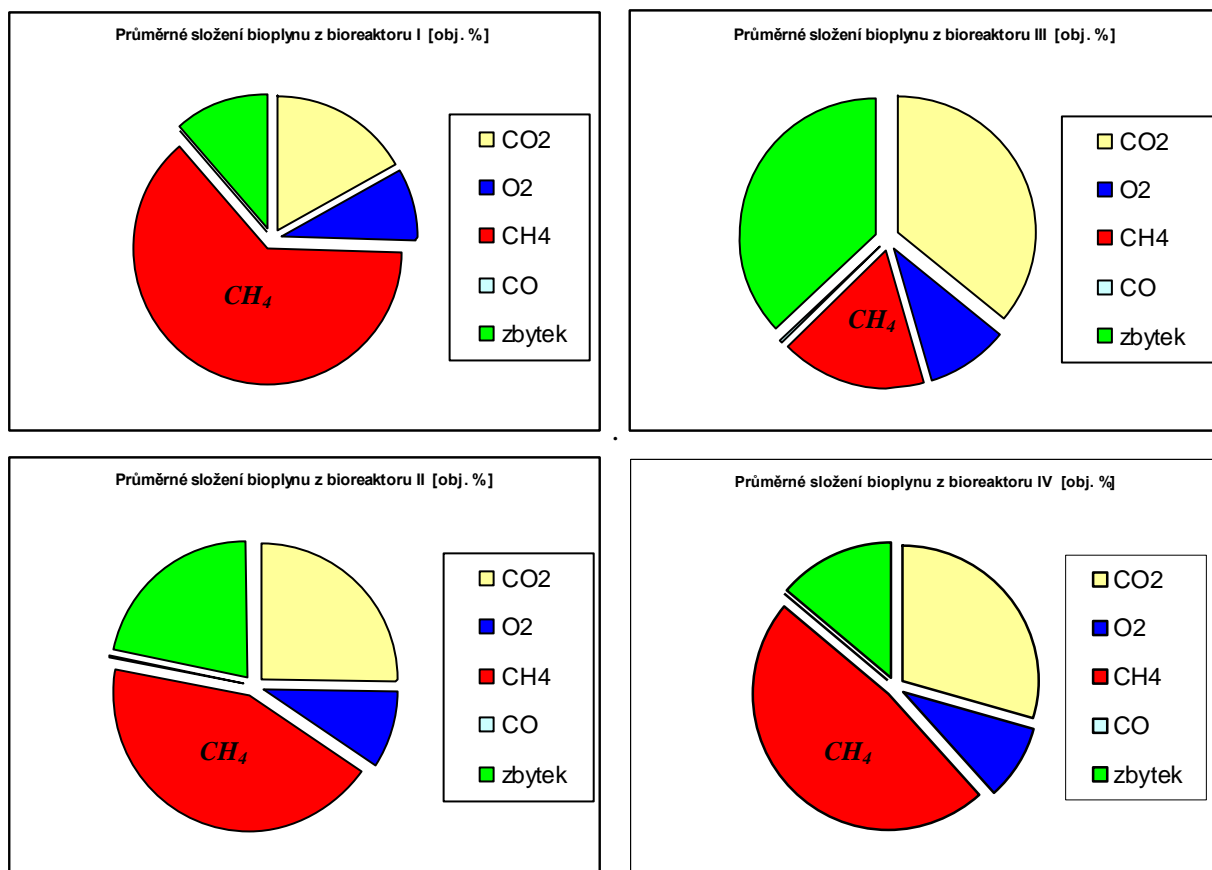 Průměrné složení bioplynu z bioreaktoru I [obj. %]
CH4
CO2
O2
CH4
CO
zbytek
Průměrné složení bioplynu z bioreaktoru III [obj. %]
CH4
CO2
O2
CH4
CO
zbytek
.
Průměrné složení bioplynu z bioreaktoru II [obj. %]
CH4
CO2
O2
CH4
CO
zbytek
Průměrné složení bioplynu z bioreaktoru IV [obj. %]
CH4
CO2
O2
CH4
CO
zbytek